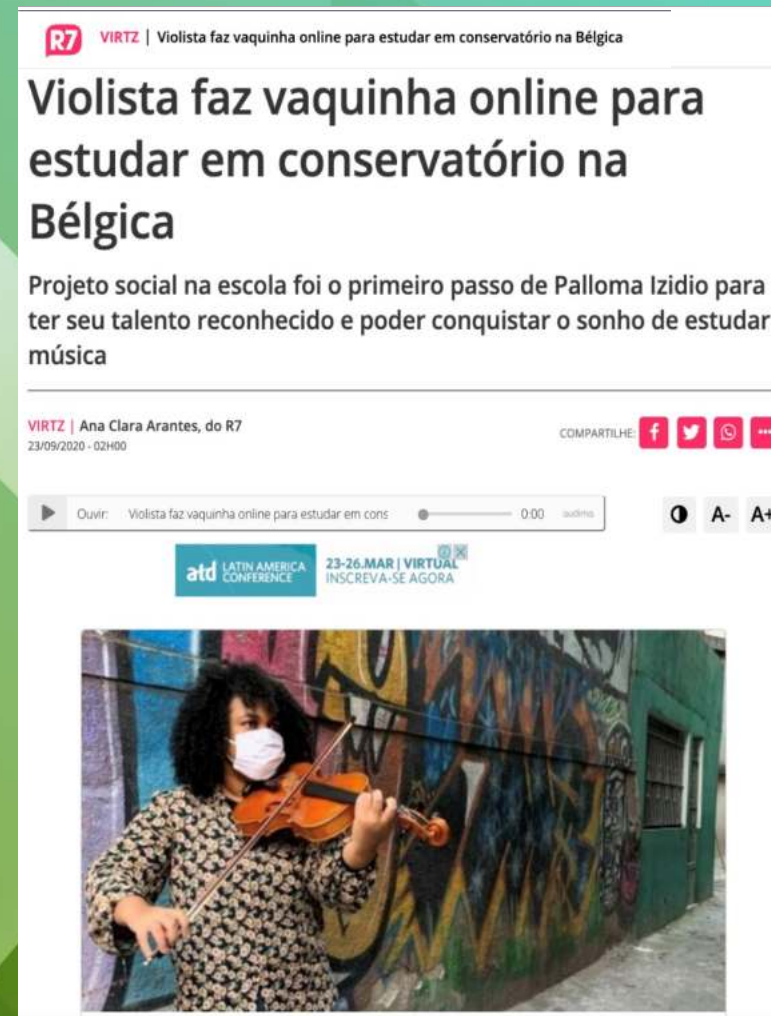 R7 VIRTZ | Violista faz vaquinha online para estudar em conservatório na Bélgica
Violista faz vaquinha online para
estudar em conservatório na
Bélgica
Projeto social na escola foi o primeiro passo de Palloma Izidio para
ter seu talento reconhecido e poder conquistar o sonho de estudar
música
VIRTZ | Ana Clara Arantes, do R7
23/09/2020 - 02H00
COMPARTILHE:
Ouvir: Violista faz vaquinha online para estudar em cons 0:00 audima
A- A+
atd LATIN AMERICA
CONFERENCE
23-26.MAR | VIRTUAL
INSCREVA-SE AGORA